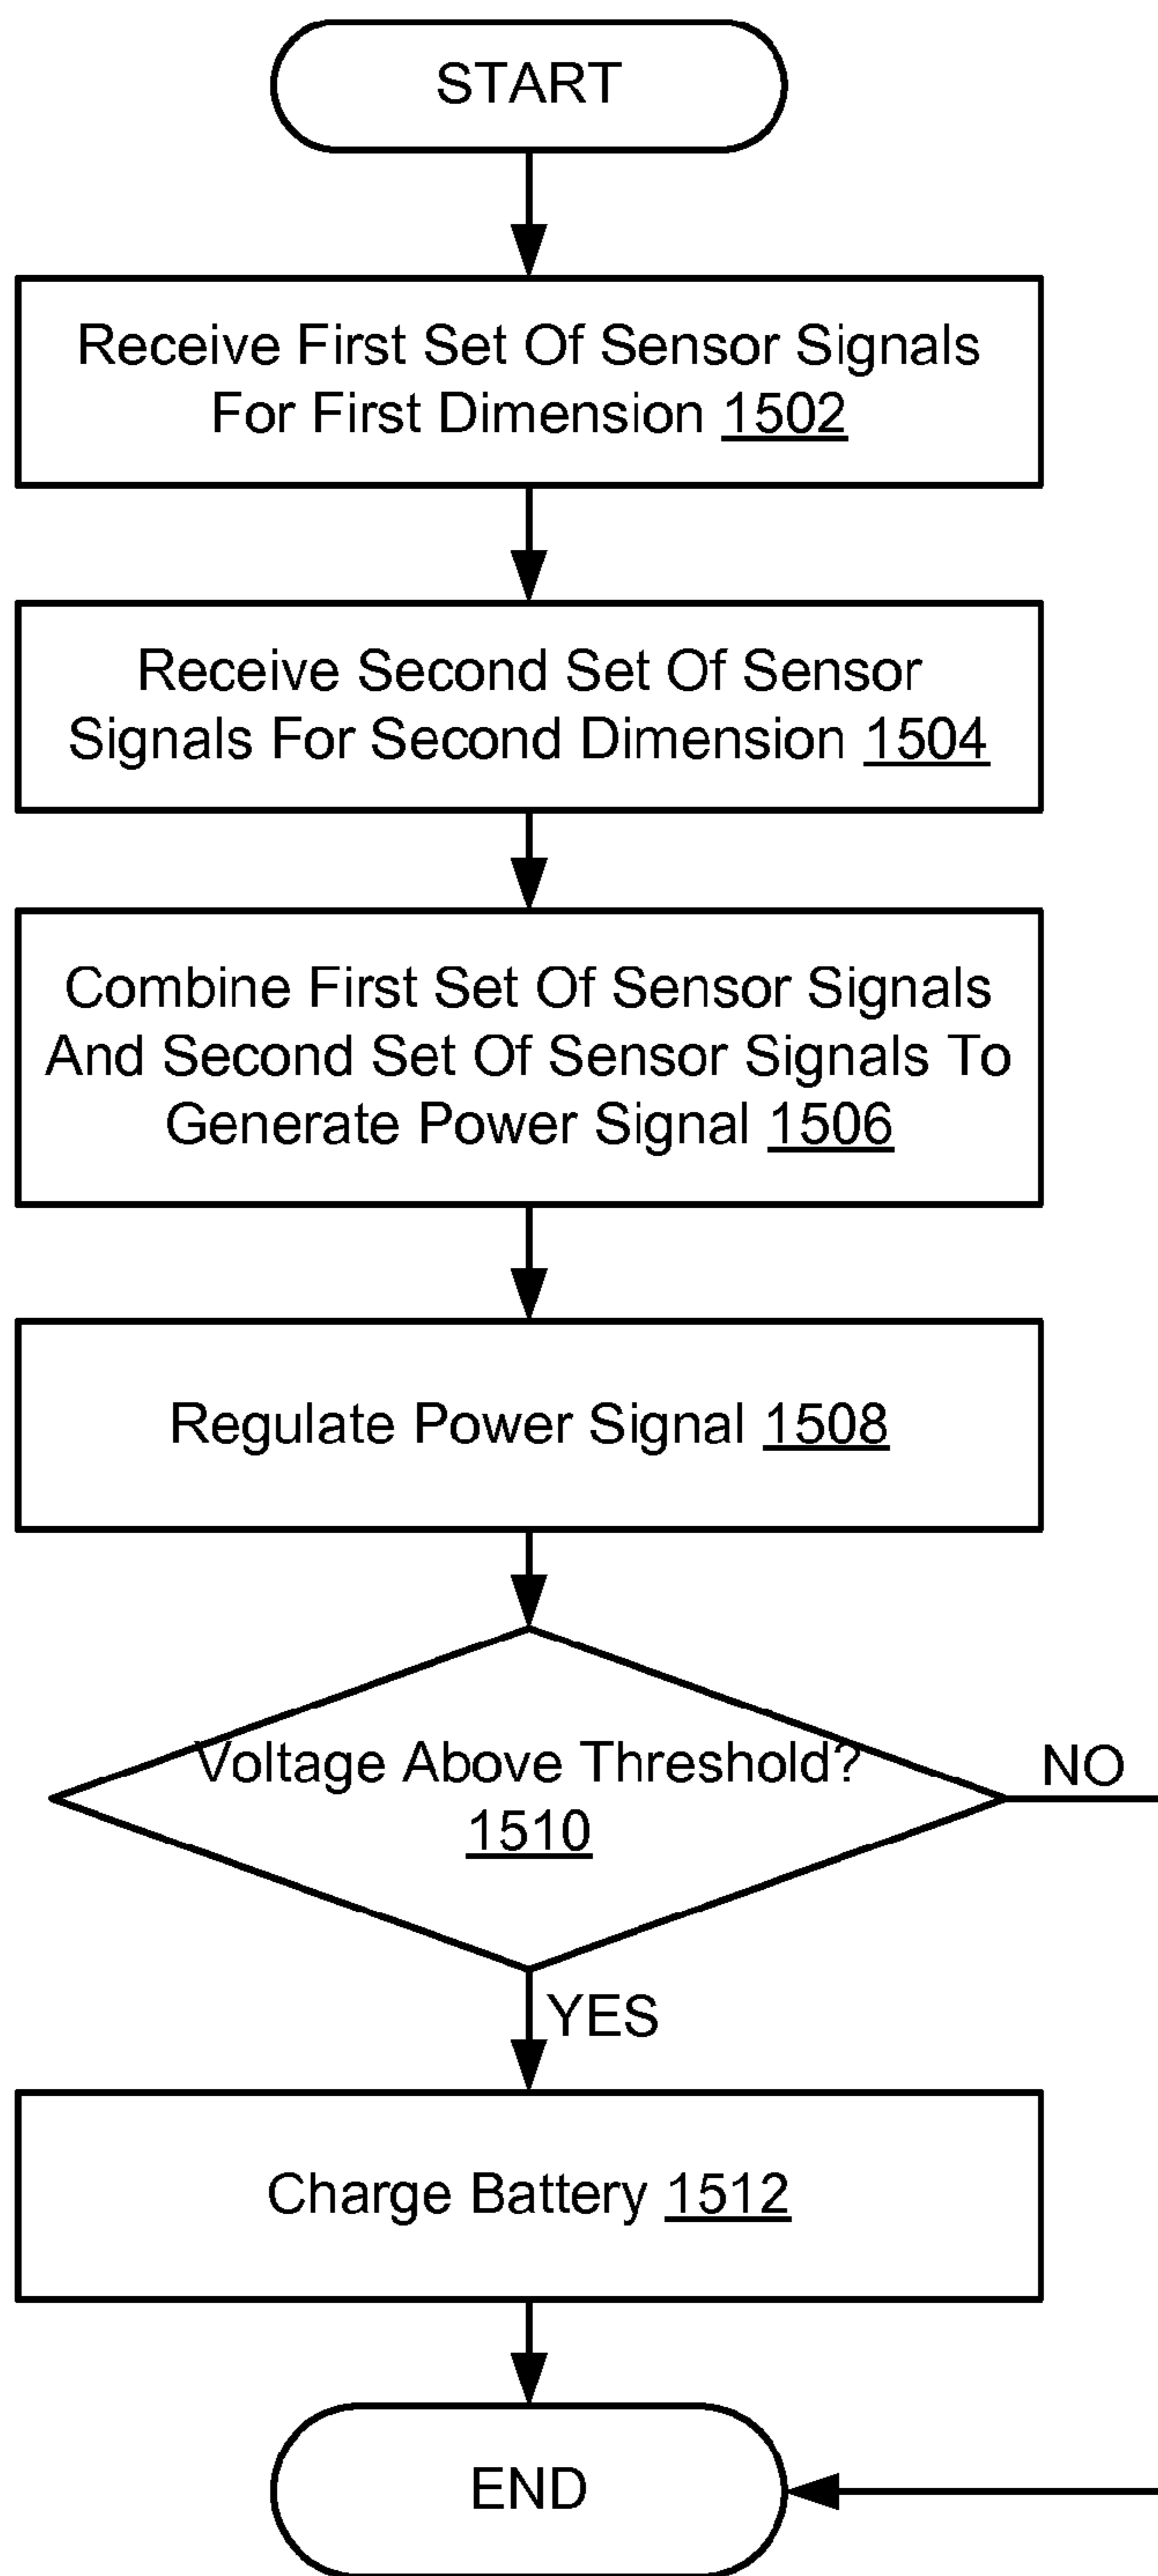 START
Receive First Set Of Sensor Signals
For First Dimension 1502
Receive Second Set Of Sensor
Signals For Second Dimension 1504
Combine First Set Of Sensor Signals
And Second Set Of Sensor Signals To
Generate Power Signal 1506
Regulate Power Signal 1508
Voltage Above Threshold?
1510
NO
YES
Charge Battery 1512
END